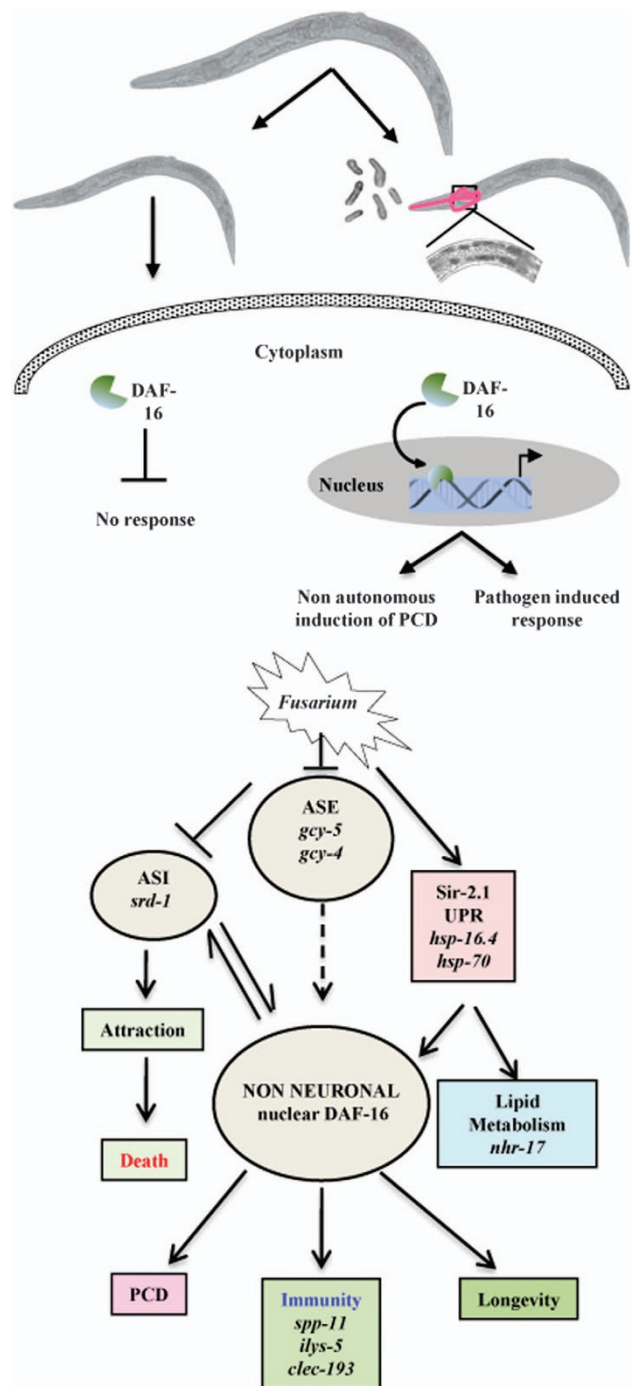 Cytoplasm
DAF-
16
No response
DAF-
16
Nucleus
Non autonomous
induction of PCD
Pathogen induced
response
Fusarium
ASE
gcy-5
gcy-4
ASI
srd-1
Sir-2.1
UPR
hsp-16.4
hsp-70
Attraction
Death
NON NEURONAL
nuclear DAF-16
Lipid
Metabolism
nhr-17
PCD
Immunity
spp-11
ilys-5
clec-193
Longevity